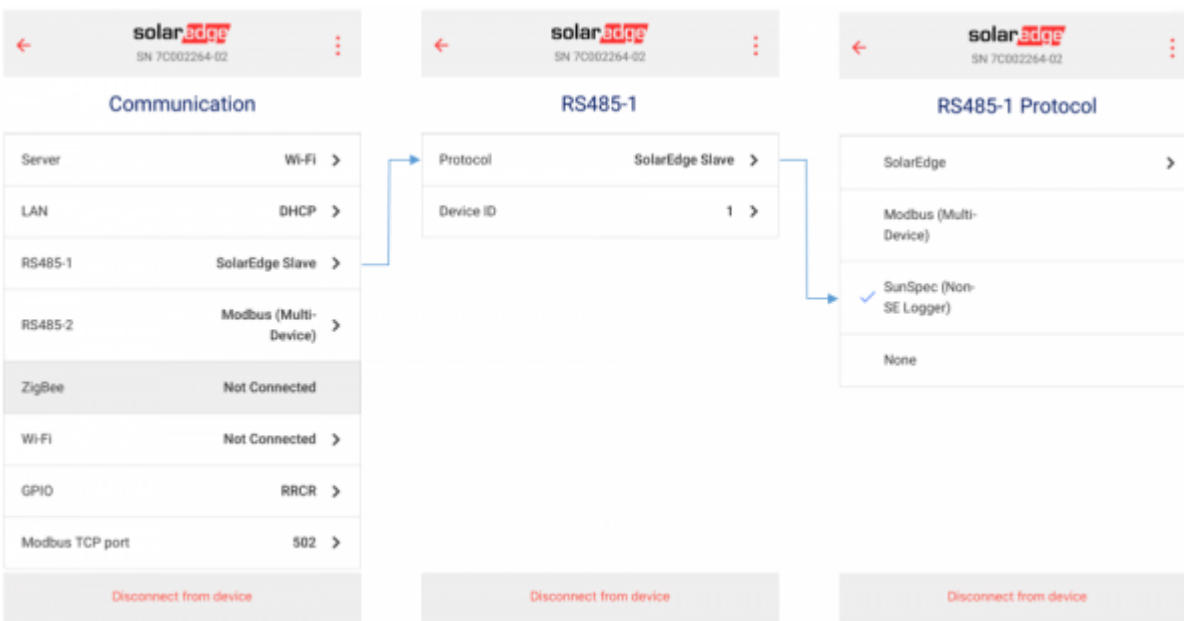 solaredge
SN 7C002264-02
Communication
Server Wi-Fi
LAN DHCP
RS485-1 SolarEdge Slave
RS485-2 Modbus (Multi-
Device)
ZigBee Not Connected
Wi-Fi Not Connected
GPIO RRCR
Modbus TCP port 502
Disconnect from device
solaredge
SN 7C002264-02
RS485-1
Protocol SolarEdge Slave
Device ID 1
Disconnect from device
solaredge
SN 7C002264-02
RS485-1 Protocol
SolarEdge
Modbus (Multi-
Device)
SunSpec (Non-
SE Logger)
None
Disconnect from device